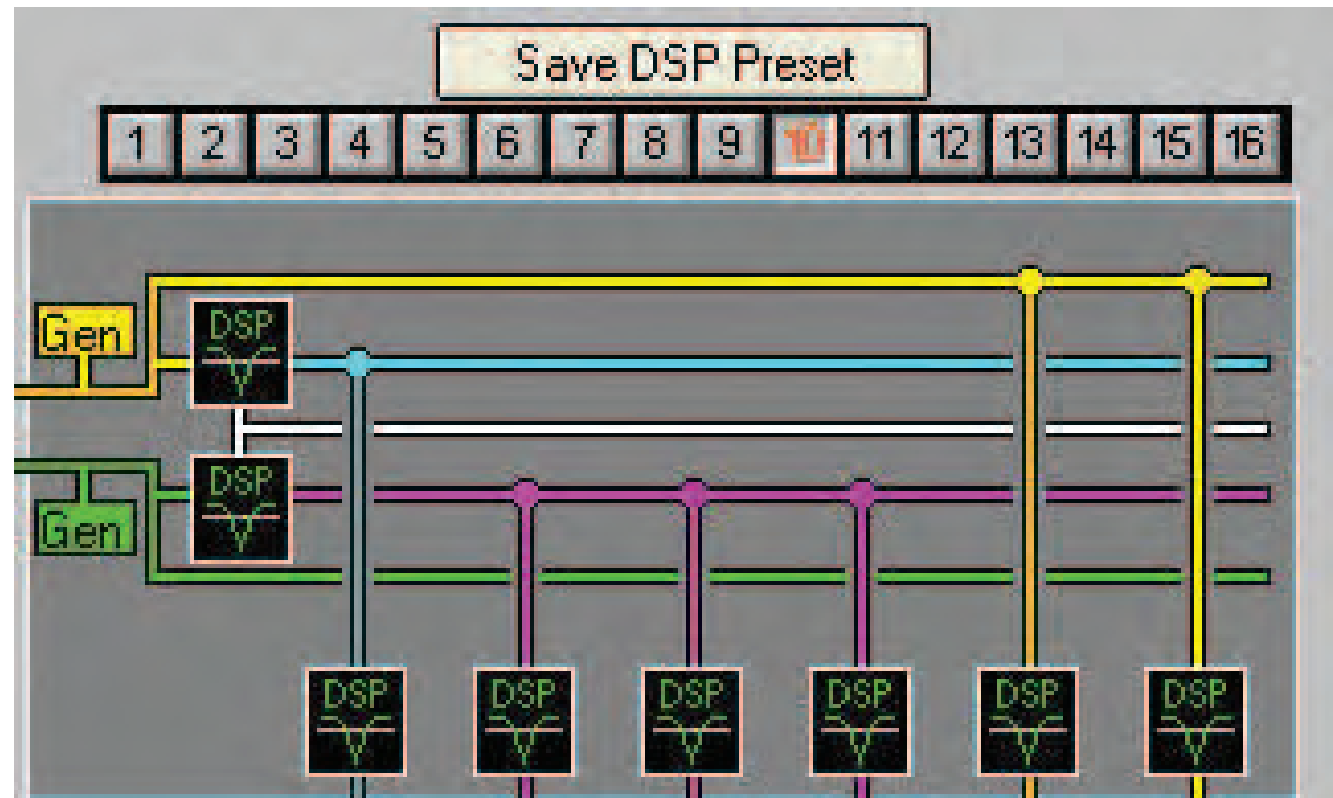 Save DSP Preset
1 2 3 4 5 6 7 8 9 10 11 12 13 14 15 16
Gen
DSP
DSP
Gen
DSP DSP DSP DSP DSP DSP